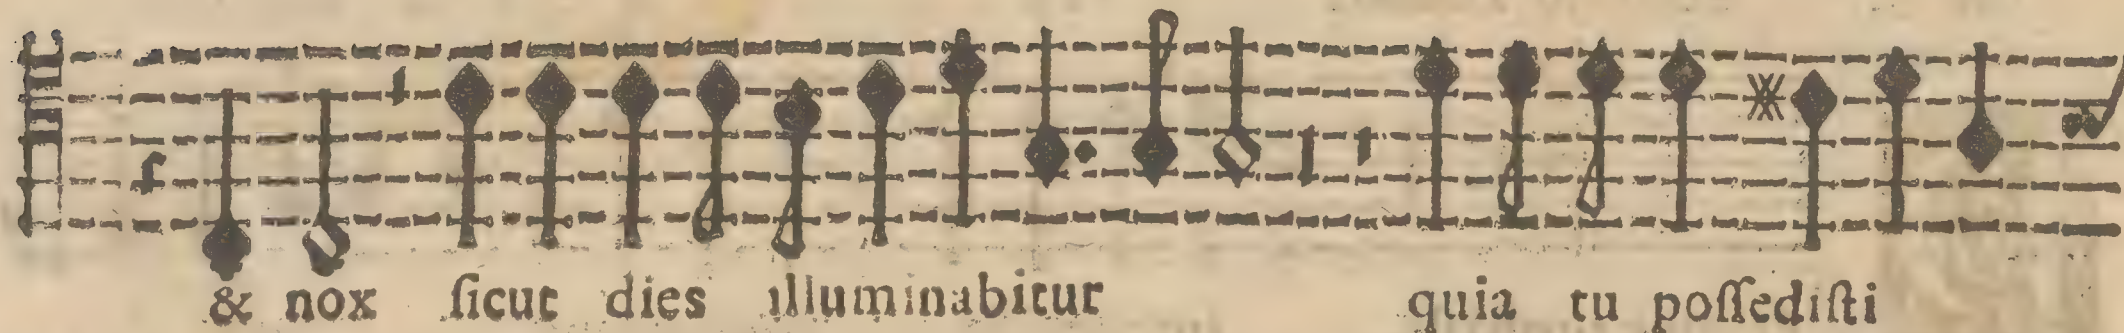 & nox ſicut dies illuminabitur quia tu poſſediſti